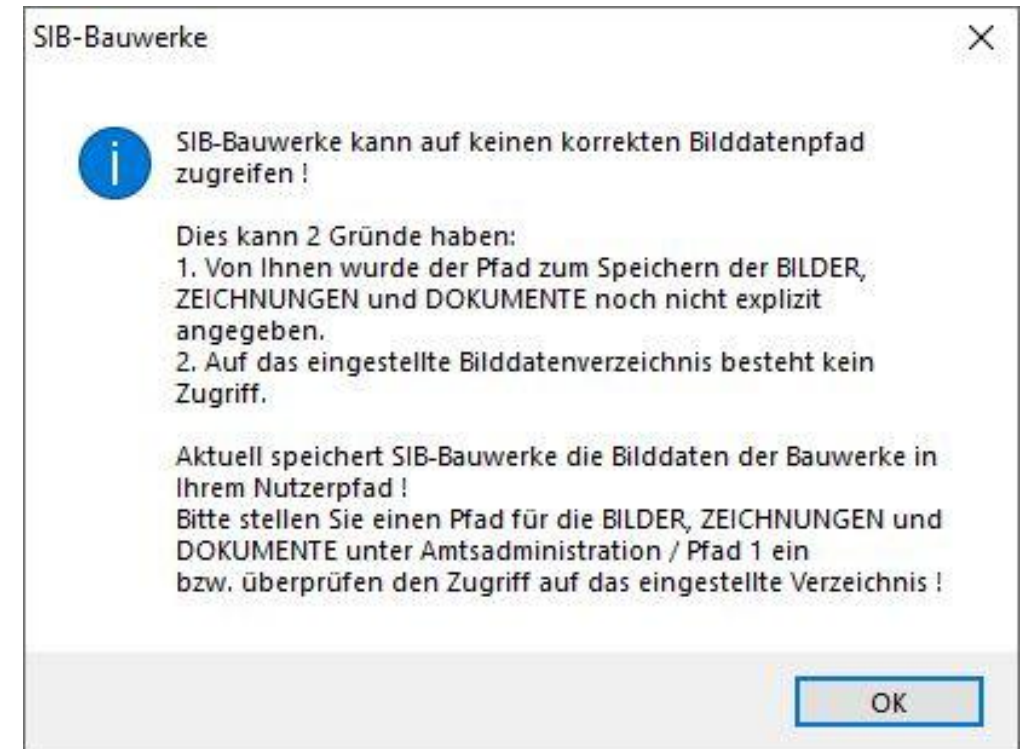 SIB-Bauwerke
SIB-Bauwerke kann auf keinen korrekten Bilddatenpfad
zugreifen !
Dies kann 2 Gründe haben:
1. Von Ihnen wurde der Pfad zum Speichern der BILDER,
ZEICHNUNGEN und DOKUMENTE noch nicht explizit
angegeben.
2. Auf das eingestellte Bilddatenverzeichnis besteht kein
Zugriff.
Aktuell speichert SIB-Bauwerke die Bilddaten der Bauwerke in
Ihrem Nutzerpfad !
Bitte stellen Sie einen Pfad für die BILDER, ZEICHNUNGEN und
DOKUMENTE unter Amtsadministration / Pfad 1 ein
bzw. überprüfen den Zugriff auf das eingestellte Verzeichnis !
OK